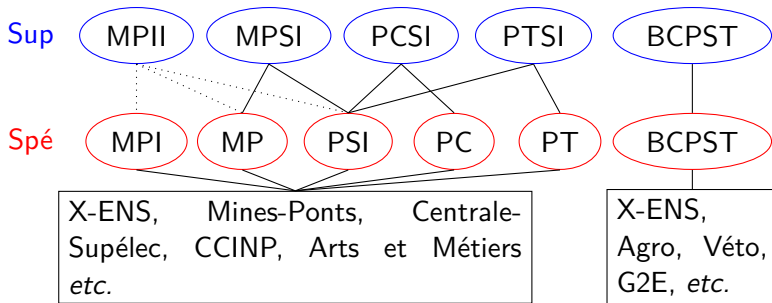 Sup MPII MPSI PCSI PTSI BCPST
Spé MPI MP PSI PC PT BCPST
X-ENS, Mines-Ponts, Centrale-
Supélec, CCINP, Arts et Métiers
etc.
X-ENS,
Agro, Véto,
G2E, etc.